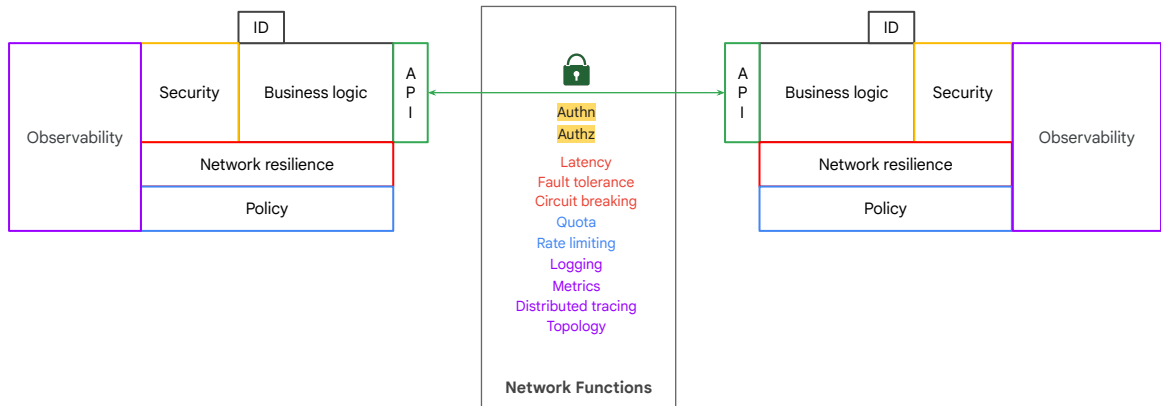 ID
Observability
Security
Business logic
A
P
I
Network resilience
Policy
Authn
Authz
Latency
Fault tolerance
Circuit breaking
Quota
Rate limiting
Logging
Metrics
Distributed tracing
Topology
Network Functions
ID
A
P
I
Business logic
Security
Observability
Network resilience
Policy